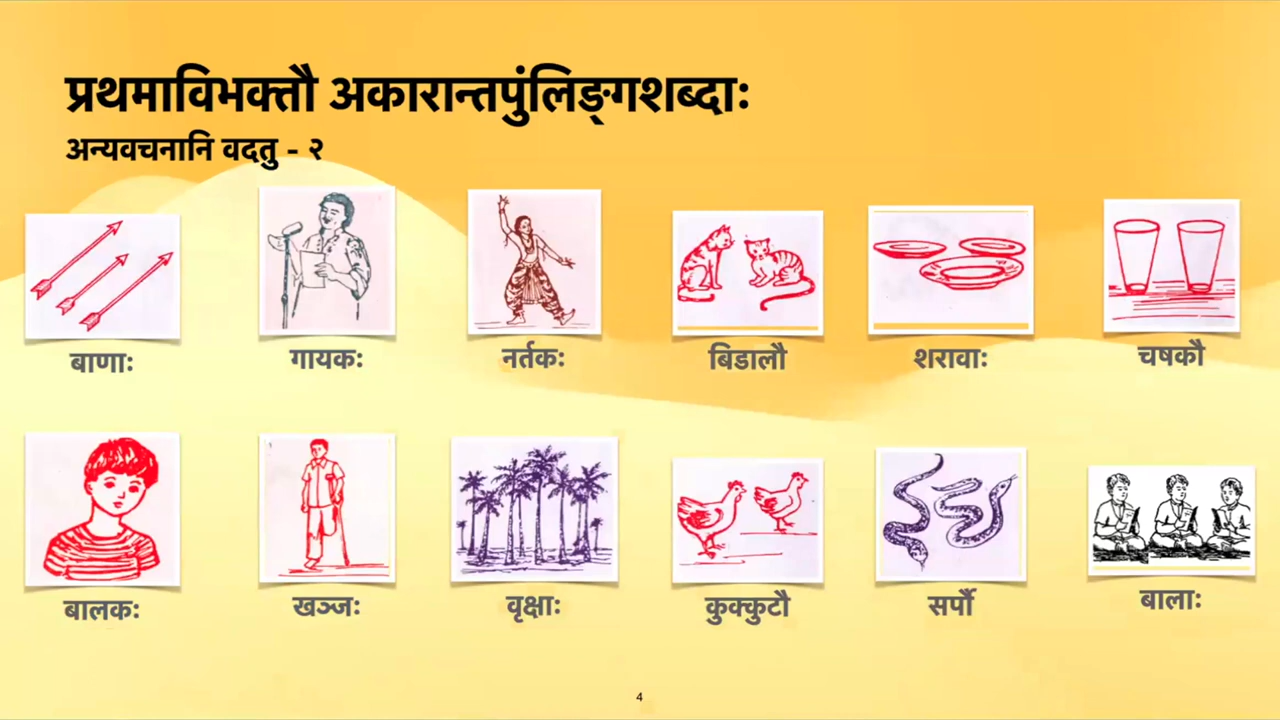 प्रथमाविभक्तौ अकारान्तपुंलिङ्गशब्दाः
अन्यवचनानि वदतु - २
बाणाः गायकः नर्तकः बिडालौ शरावाः चषकौ
बालकः खञ्जः वृक्षाः कुक्कुटौ सर्पौ बालाः
4